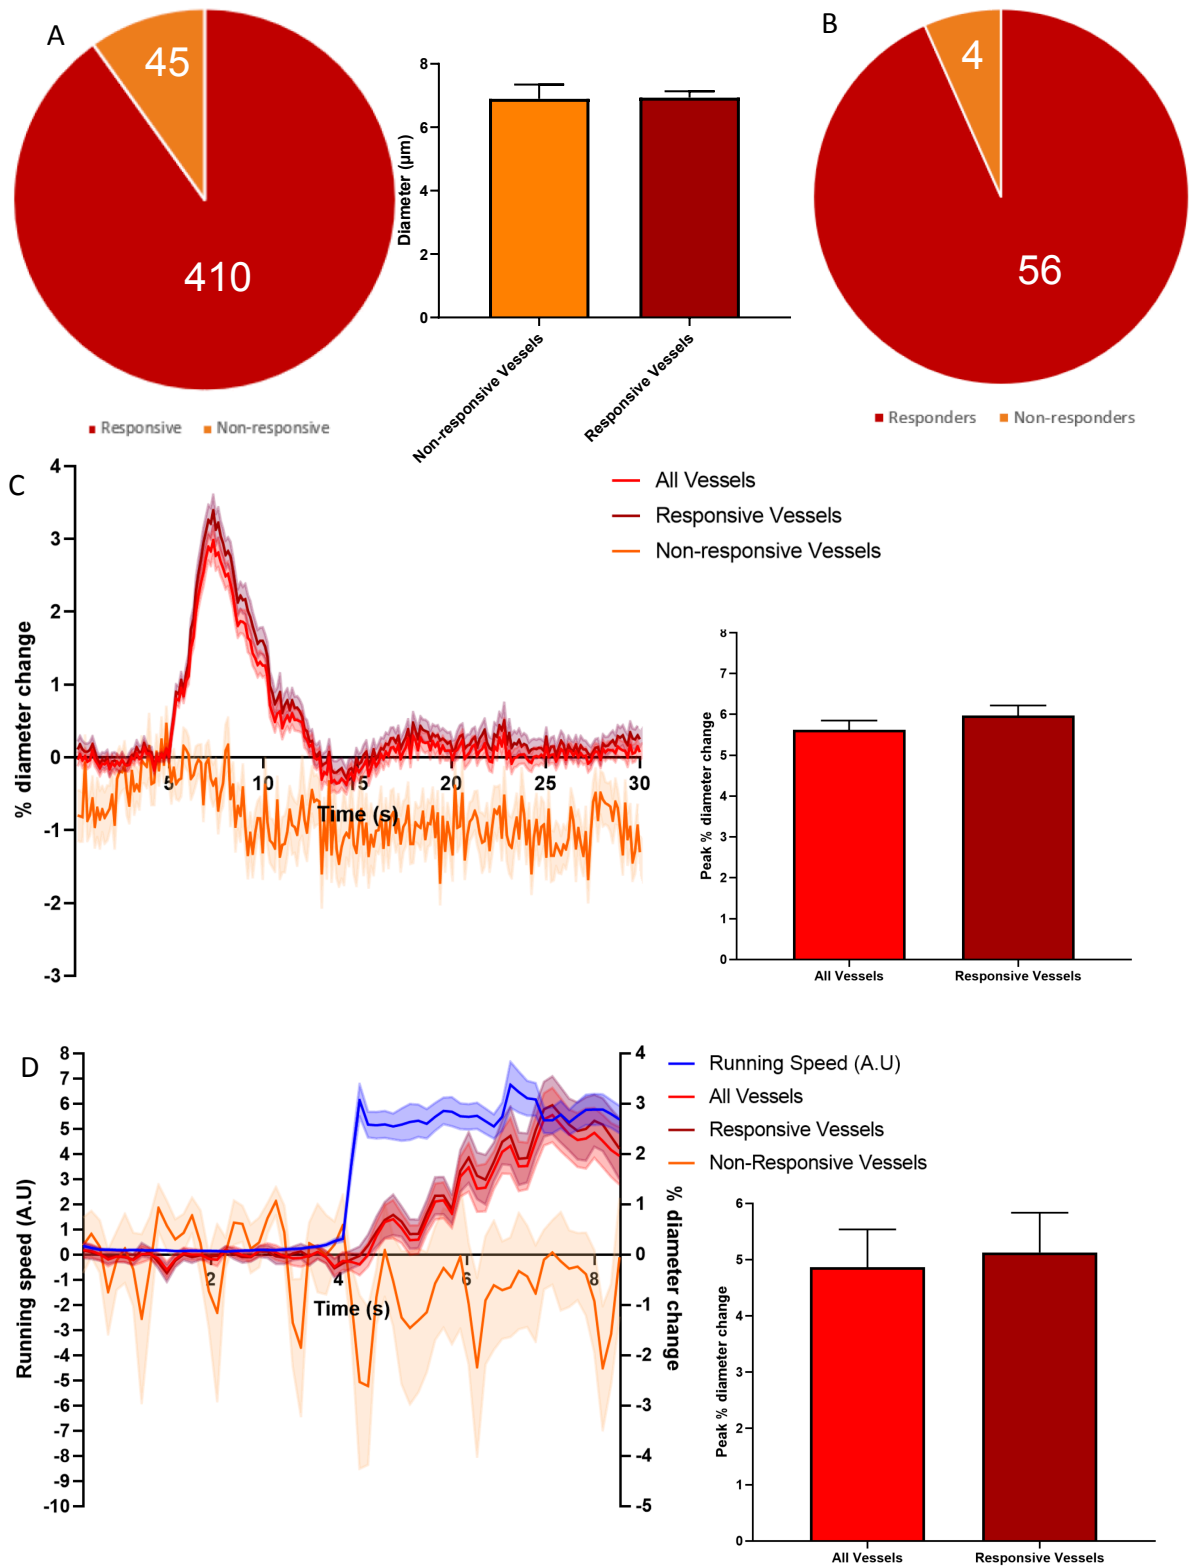 A
45
410
Responsive
Non-responsive
8
6
4
2
0
Diameter (µm)
Non-responsive Vessels
Responsive Vessels
B
4
56
Responders
Non-responders
C
4
3
2
1
0
-1
-2
-3
% diameter change
5
10
15
20
25
30
Time (s)
All Vessels
Responsive Vessels
Non-responsive Vessels
8
7
6
5
4
3
2
1
0
Peak % diameter change
All Vessels
Responsive Vessels
D
8
7
6
5
4
3
2
1
0
-1
-2
-3
-4
-5
-6
-7
-8
-9
-10
Running speed (A.U)
2
4
6
8
Time (s)
4
3
2
1
0
-1
-2
-3
-4
-5
% diameter change
Running Speed (A.U)
All Vessels
Responsive Vessels
Non-Responsive Vessels
6
5
4
3
2
1
0
Peak % diameter change
All Vessels
Responsive Vessels